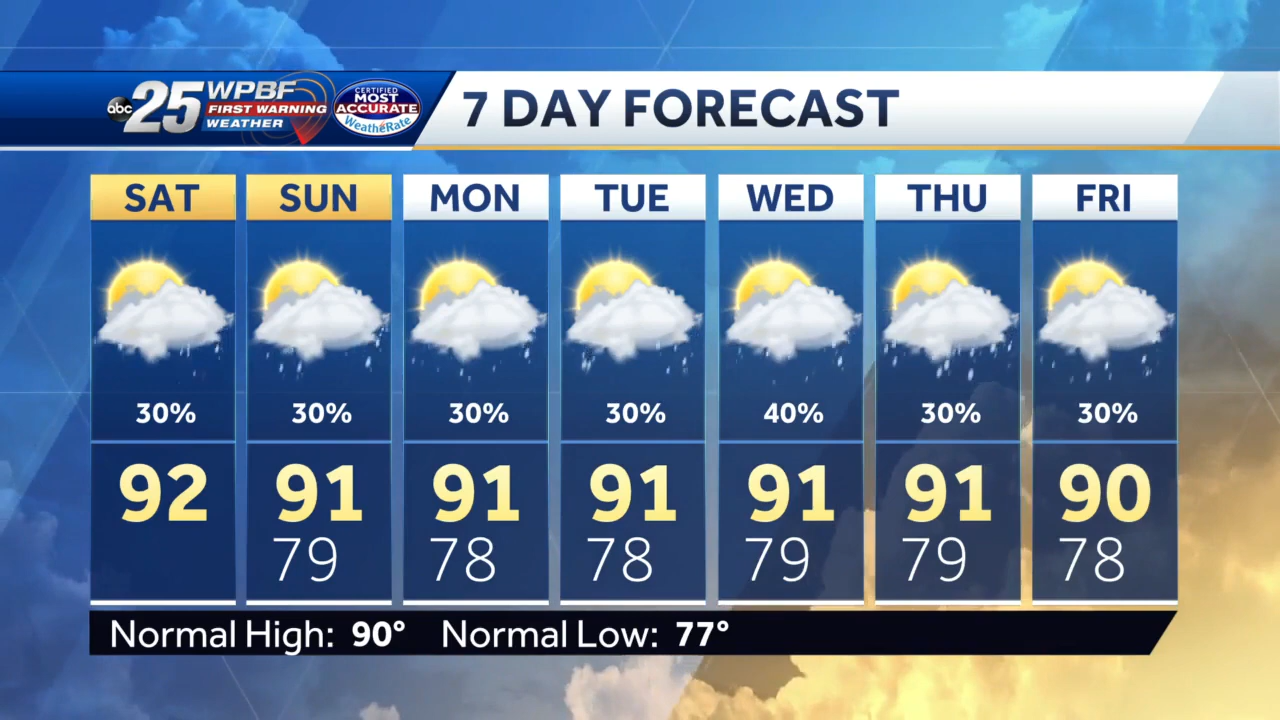 abc 25 WPBF
FIRST WARNING
WEATHER
CERTIFIED
MOST
ACCURATE
WeatheRate
7 DAY FORECAST
SAT SUN MON TUE WED THU FRI
30% 30% 30% 30% 40% 30% 30%
92 91 91 91 91 91 90
79 78 78 79 79 78
Normal High: 90° Normal Low: 77°